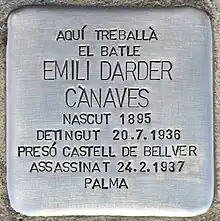 AQUÍ TREBALLÀ
EL BATLE
EMILI DARDER
CÀNAVES
NASCUT 1895
DETINGUT 20.7.1936
PRESÓ CASTELL DE BELLVER
ASSASSINAT 24.2.1937
PALMA